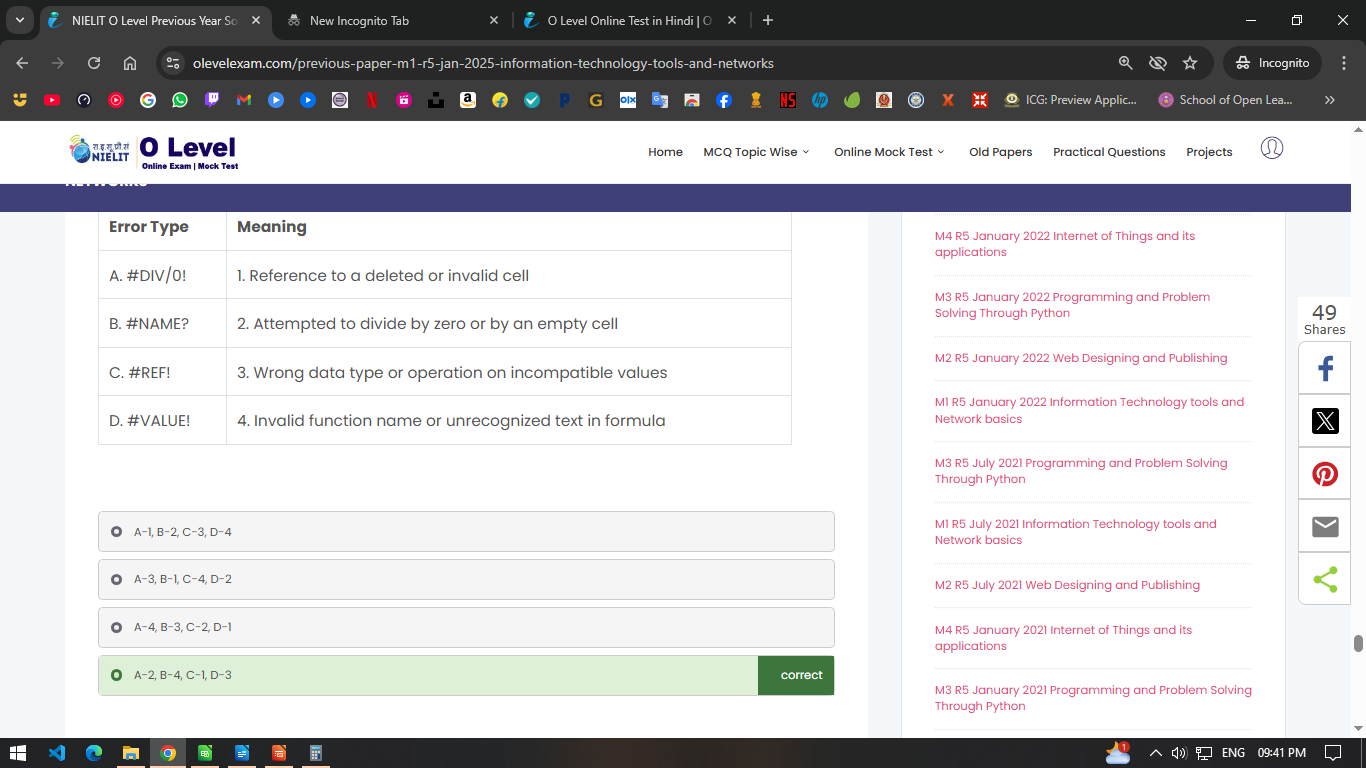 NIELIT O Level Previous Year So
New Incognito Tab
O Level Online Test in Hindi | O
olevelexam.com/previous-paper-m1-r5-jan-2025-information-technology-tools-and-networks
Incognito
ICG: Preview Applic...
School of Open Lea...
रा.इ.सू.प्रौ.सं
NIELIT
O Level
Online Exam | Mock Test
Home
MCQ Topic Wise
Online Mock Test
Old Papers
Practical Questions
Projects
NETWORKS
Error Type Meaning
A. #DIV/0! 1. Reference to a deleted or invalid cell
B. #NAME? 2. Attempted to divide by zero or by an empty cell
C. #REF! 3. Wrong data type or operation on incompatible values
D. #VALUE! 4. Invalid function name or unrecognized text in formula
A-1, B-2, C-3, D-4
A-3, B-1, C-4, D-2
A-4, B-3, C-2, D-1
A-2, B-4, C-1, D-3 correct
M4 R5 January 2022 Internet of Things and its
applications
M3 R5 January 2022 Programming and Problem
Solving Through Python
M2 R5 January 2022 Web Designing and Publishing
M1 R5 January 2022 Information Technology tools and
Network basics
M3 R5 July 2021 Programming and Problem Solving
Through Python
M1 R5 July 2021 Information Technology tools and
Network basics
M2 R5 July 2021 Web Designing and Publishing
M4 R5 January 2021 Internet of Things and its
applications
M3 R5 January 2021 Programming and Problem Solving
Through Python
49
Shares
1
ENG
09:41 PM